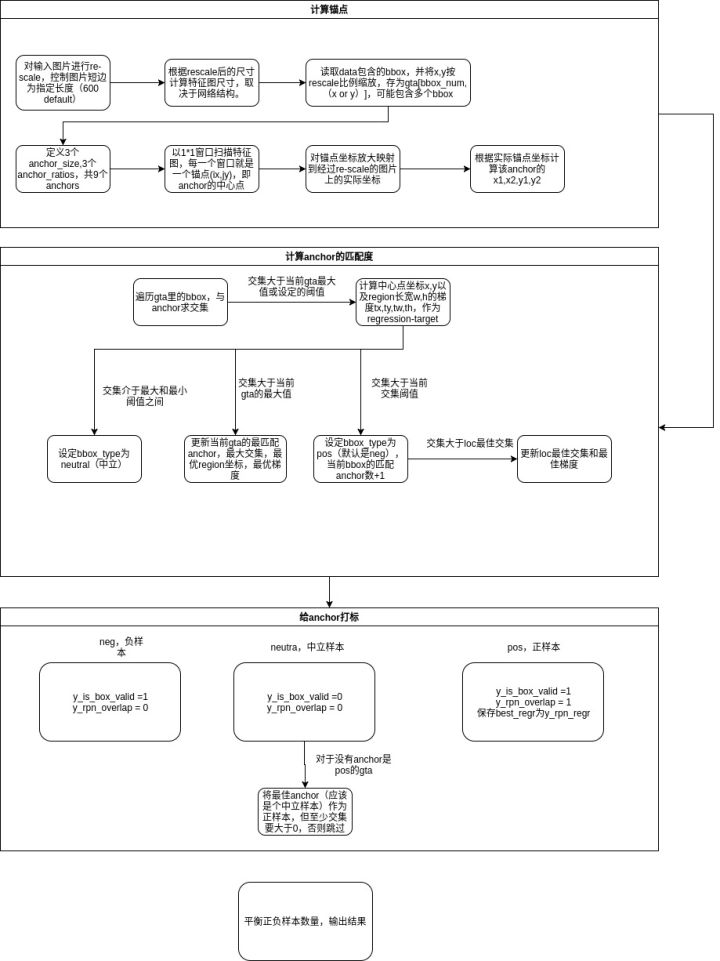 计算锚点
对输入图片进行re-
scale，控制图片短边
为指定长度（600
default）
根据rescale后的尺寸
计算特征图尺寸，取
决于网络结构。
读取data包含的bbox，并将x,y按
rescale比例缩放，存为gta[bbox_num,
（x or y）]，可能包含多个bbox
定义3个
anchor_size,3个
anchor_ratios，共9个
anchors
以1*1窗口扫描特征
图，每一个窗口就是
一个锚点(ix,jy)，即
anchor的中心点
对锚点坐标放大映射
到经过re-scale的图片
上的实际坐标
根据实际锚点坐标计
算该anchor的
x1,x2,y1,y2
计算anchor的匹配度
遍历gta里的bbox，与
anchor求交集
交集大于当前gta最大
值或设定的阈值
计算中心点坐标x,y以
及region长宽w,h的梯
度tx,ty,tw,th，作为
regression-target
交集介于最大和最小
阈值之间
交集大于当前
gta的最大值
交集大于当前
交集阈值
设定bbox_type为
neutral（中立）
更新当前gta的最匹配
anchor，最大交集，最
优region坐标，最优梯
度
设定bbox_type为
pos（默认是neg），
当前bbox的匹配
anchor数+1
交集大于loc最佳交集
更新loc最佳交集和最
佳梯度
给anchor打标
neg，负样
本
neutra，中立样本
pos，正样本
y_is_box_valid =1
y_rpn_overlap = 0
y_is_box_valid =0
y_rpn_overlap = 0
y_is_box_valid =1
y_rpn_overlap = 1
保存best_regr为y_rpn_regr
对于没有anchor是
pos的gta
将最佳anchor（应该
是个中立样本）作为
正样本，但至少交集
要大于0，否则跳过
平衡正负样本数量，输出结果